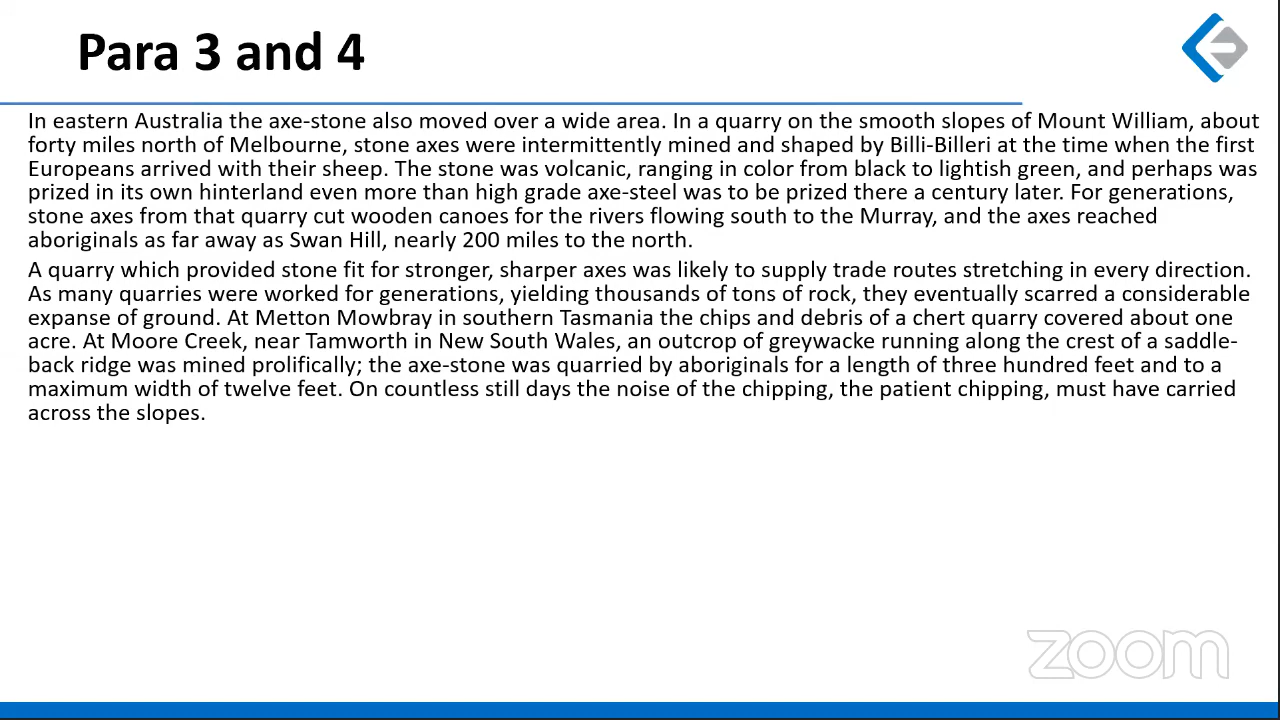 Para 3 and 4
In eastern Australia the axe-stone also moved over a wide area. In a quarry on the smooth slopes of Mount William, about
forty miles north of Melbourne, stone axes were intermittently mined and shaped by Billi-Billeri at the time when the first
Europeans arrived with their sheep. The stone was volcanic, ranging in color from black to lightish green, and perhaps was
prized in its own hinterland even more than high grade axe-steel was to be prized there a century later. For generations,
stone axes from that quarry cut wooden canoes for the rivers flowing south to the Murray, and the axes reached
aboriginals as far away as Swan Hill, nearly 200 miles to the north.
A quarry which provided stone fit for stronger, sharper axes was likely to supply trade routes stretching in every direction.
As many quarries were worked for generations, yielding thousands of tons of rock, they eventually scarred a considerable
expanse of ground. At Metton Mowbray in southern Tasmania the chips and debris of a chert quarry covered about one
acre. At Moore Creek, near Tamworth in New South Wales, an outcrop of greywacke running along the crest of a saddle-
back ridge was mined prolifically; the axe-stone was quarried by aboriginals for a length of three hundred feet and to a
maximum width of twelve feet. On countless still days the noise of the chipping, the patient chipping, must have carried
across the slopes.
zoom